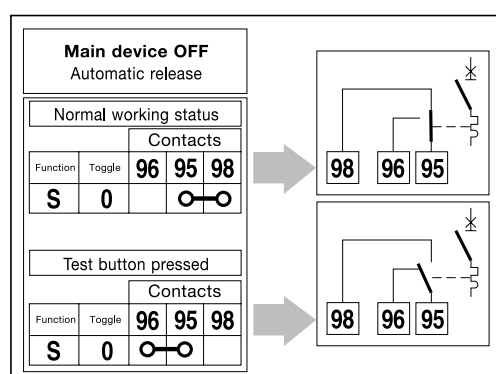 Main device OFF
Automatic release
Normal working status
Contacts
Function Toggle 96 95 98
S 0
98 96 95
Test button pressed
Contacts
Function Toggle 96 95 98
S 0
98 96 95